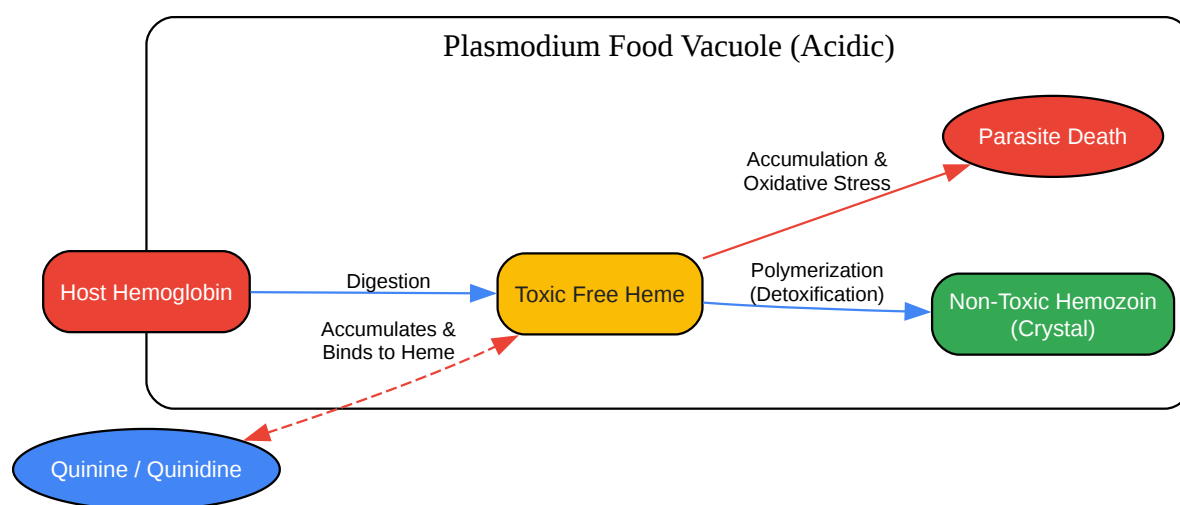 Plasmodium Food Vacuole (Acidic)
Parasite Death
Accumulation &
Oxidative Stress
Host Hemoglobin
Digestion
Toxic Free Heme
Polymerization
(Detoxification)
Non-Toxic Hemozoin
(Crystal)
Accumulates &
Binds to Heme
Quinine / Quinidine